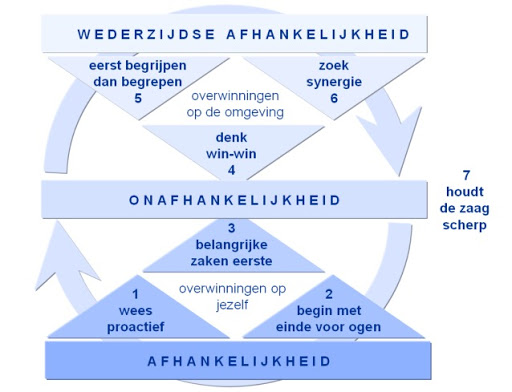 WEDERZIJDSE AFHANKELIJKHEID
eerst begrijpen
dan begrepen
5
zoek
synergie
6
overwinningen
op de omgeving
denk
win-win
4
ONAFHANKELIJKHEID
7
houdt
de zaag
scherp
3
belangrijke
zaken eerste
1
wees
proactief
overwinningen op
jezelf
2
begin met
einde voor ogen
AFHANKELIJKHEID